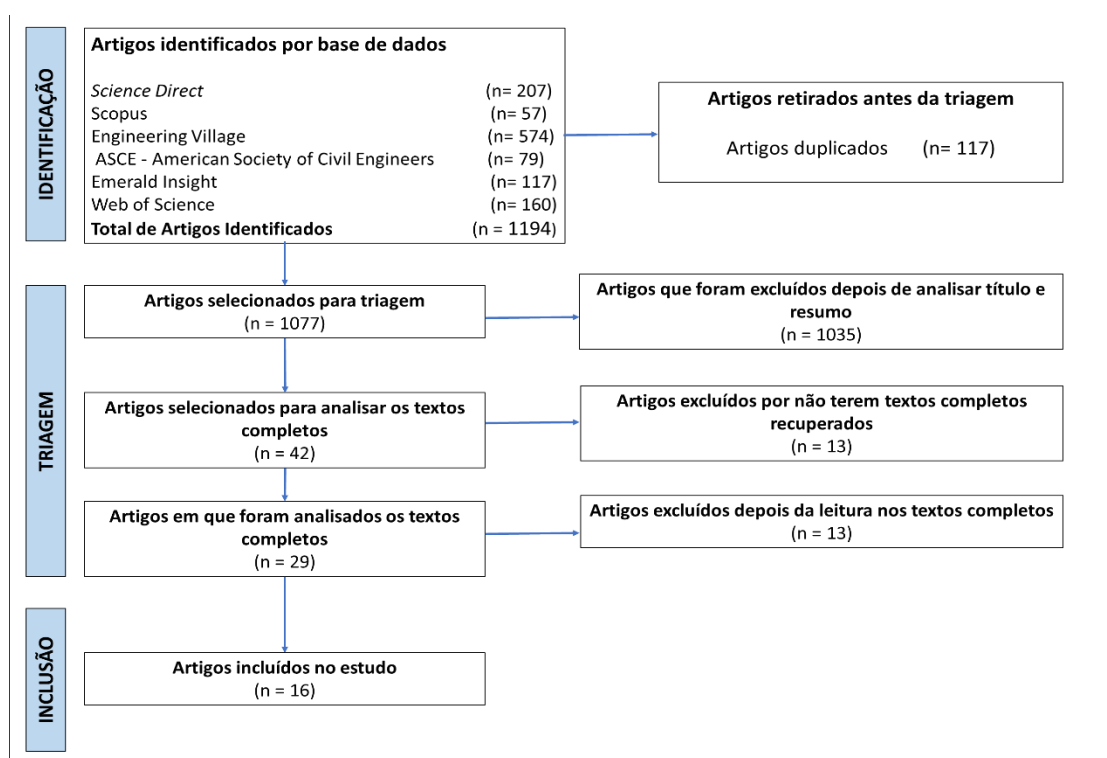 IDENTIFICAÇÃO
Artigos identificados por base de dados
Science Direct (n= 207)
Scopus (n= 57)
Engineering Village (n= 574)
ASCE - American Society of Civil Engineers (n= 79)
Emerald Insight (n= 117)
Web of Science (n= 160)
Total de Artigos Identificados (n = 1194)
Artigos retirados antes da triagem
Artigos duplicados (n= 117)
TRIAGEM
Artigos selecionados para triagem
(n = 1077)
Artigos que foram excluídos depois de analisar título e
resumo
(n = 1035)
Artigos selecionados para analisar os textos
completos
(n = 42)
Artigos excluídos por não terem textos completos
recuperados
(n = 13)
Artigos em que foram analisados os textos
completos
(n = 29)
Artigos excluídos depois da leitura nos textos completos
(n = 13)
INCLUSÃO
Artigos incluídos no estudo
(n = 16)